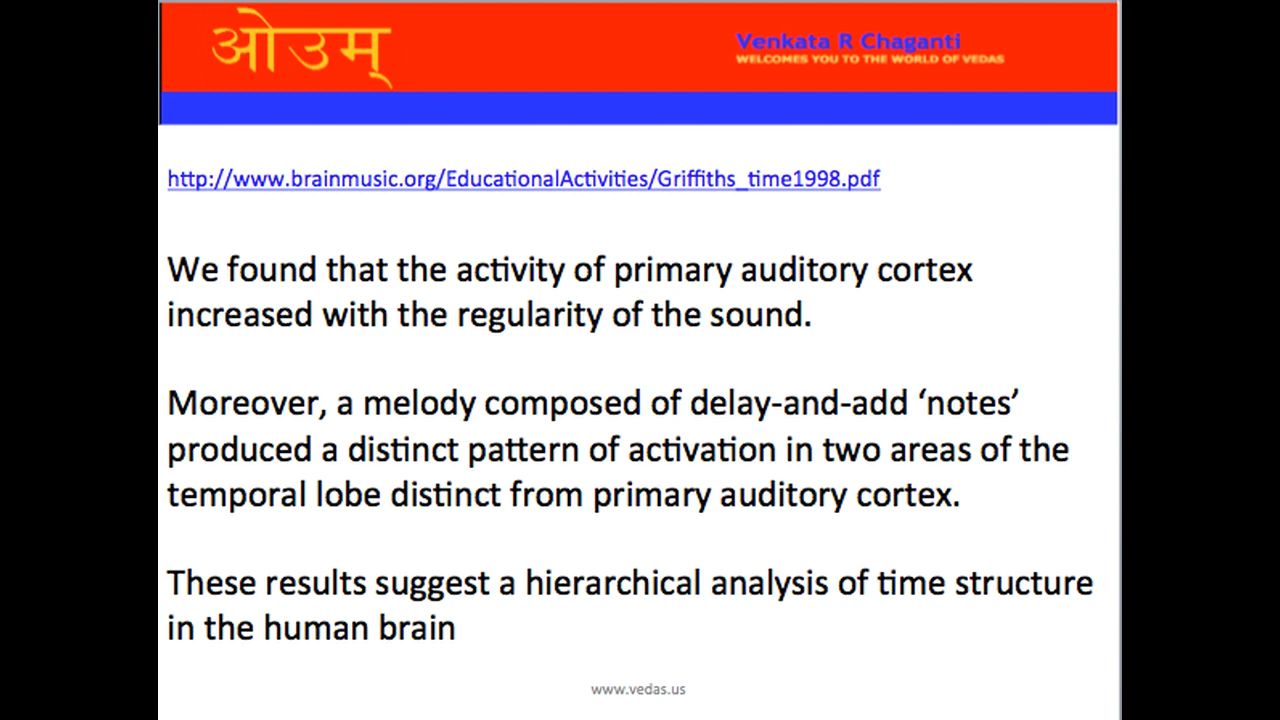 ओउम्
Venkata R Chaganti
WELCOMES YOU TO THE WORLD OF VEDAS
http://www.brainmusic.org/EducationalActivities/Griffiths_time1998.pdf
We found that the activity of primary auditory cortex
increased with the regularity of the sound.
Moreover, a melody composed of delay-and-add ‘notes’
produced a distinct pattern of activation in two areas of the
temporal lobe distinct from primary auditory cortex.
These results suggest a hierarchical analysis of time structure
in the human brain
www.vedas.us